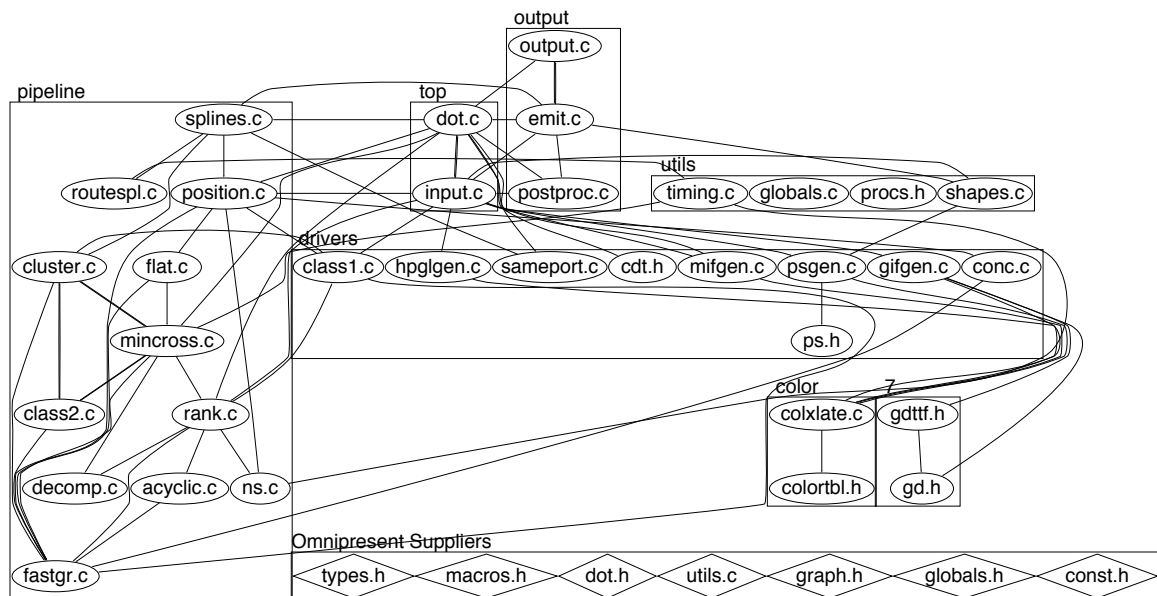 output
output.c
pipeline
top
splines.c
dot.c
emit.c
utils
routespl.c
position.c
input.c
postproc.c
timing.c
globals.c
procs.h
shapes.c
drivers
cluster.c
flat.c
class1.c
hpglgen.c
sameport.c
cdt.h
mifgen.c
psgen.c
gifgen.c
conc.c
mincross.c
ps.h
color
7
class2.c
rank.c
colxlate.c
gdttf.h
decomp.c
acyclic.c
ns.c
colortbl.h
gd.h
Omnipresent Suppliers
fastgr.c
types.h
macros.h
dot.h
utils.c
graph.h
globals.h
const.h